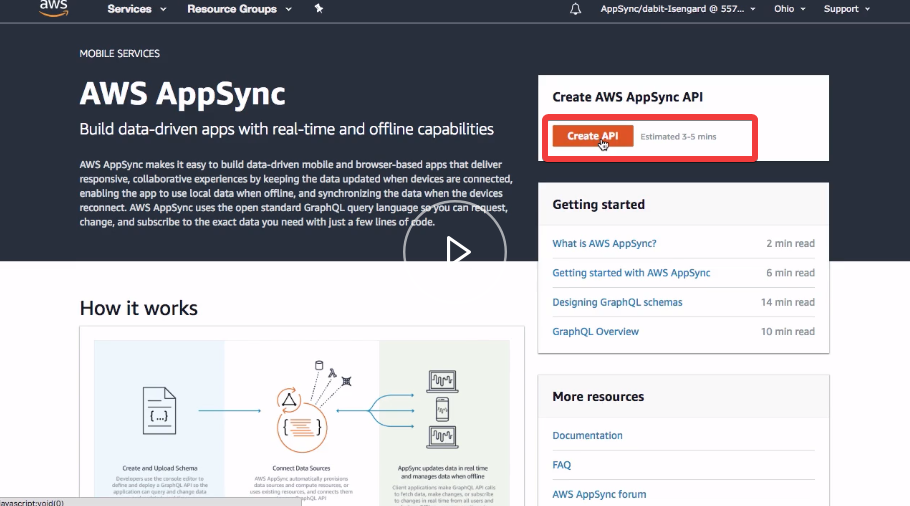 aws
Services
Resource Groups
AppSync/dabit-Isengard @ 557...
Ohio
Support
MOBILE SERVICES
AWS AppSync
Build data-driven apps with real-time and offline capabilities
AWS AppSync makes it easy to build data-driven mobile and browser-based apps that deliver
responsive, collaborative experiences by keeping the data updated when devices are connected,
enabling the app to use local data when offline, and synchronizing the data when the devices
reconnect. AWS AppSync uses the open standard GraphQL query language so you can request,
change, and subscribe to the exact data you need with just a few lines of code.
Create AWS AppSync API
Create API
Estimated 3-5 mins
Getting started
What is AWS AppSync? 2 min read
Getting started with AWS AppSync 6 min read
Designing GraphQL schemas 14 min read
GraphQL Overview 10 min read
How it works
{...}
Create and Upload Schema
Developers use the console editor to
define and deploy a GraphQL API so the
application can query and change data
Connect Data Sources
AWS AppSync automatically provisions
data sources and compute resources, or
uses existing resources, and connects them
GraphQL API
AppSync updates data in real time
and manages data when offline
Client applications make GraphQL API calls
to fetch data, make changes, or subscribe
to changes in real time from all users and
More resources
Documentation
FAQ
AWS AppSync forum
javascript:void(0)